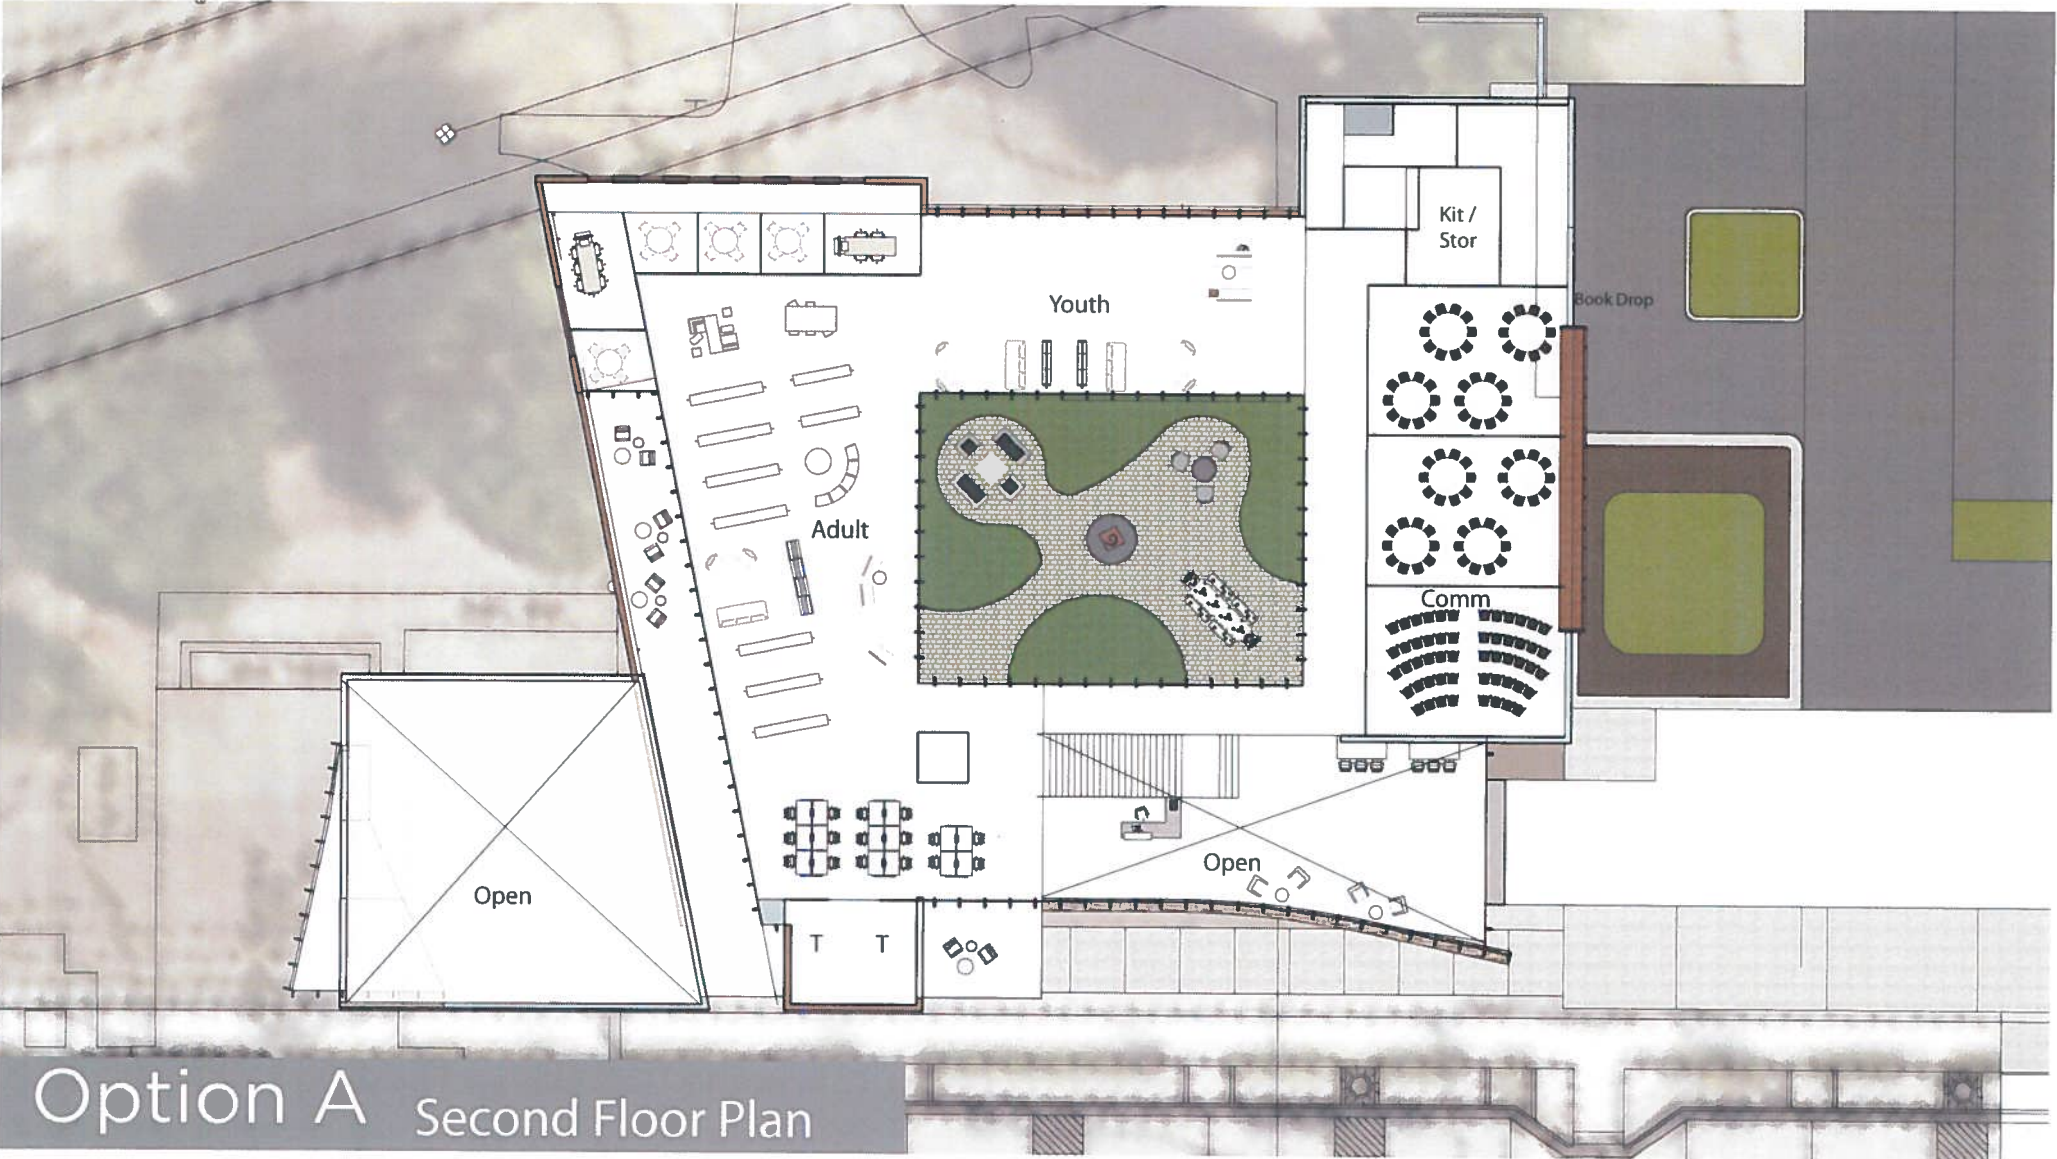 Kit /
Stor
Book Drop
Youth
Adult
Comm
Open
Open
T T
Option A Second Floor Plan